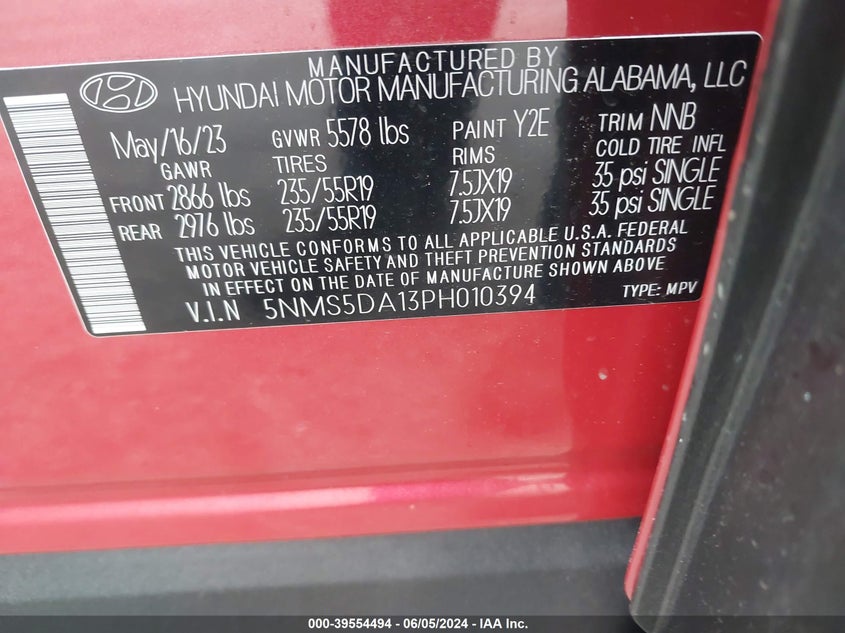 MANUFACTURED BY
HYUNDAI MOTOR MANUFACTURING ALABAMA, LLC
May/16/23 GVWR 5578 lbs PAINT Y2E TRIM NNB
GAWR TIRES RIMS COLD TIRE INFL
FRONT 2866 lbs 235/55R19 7.5JX19 35 psi SINGLE
REAR 2976 lbs 235/55R19 7.5JX19 35 psi SINGLE
THIS VEHICLE CONFORMS TO ALL APPLICABLE U.S.A. FEDERAL
MOTOR VEHICLE SAFETY AND THEFT PREVENTION STANDARDS
IN EFFECT ON THE DATE OF MANUFACTURE SHOWN ABOVE
V.I.N 5NMS5DA13PH010394 TYPE: MPV
000-39554494 - 06/05/2024 - IAA Inc.